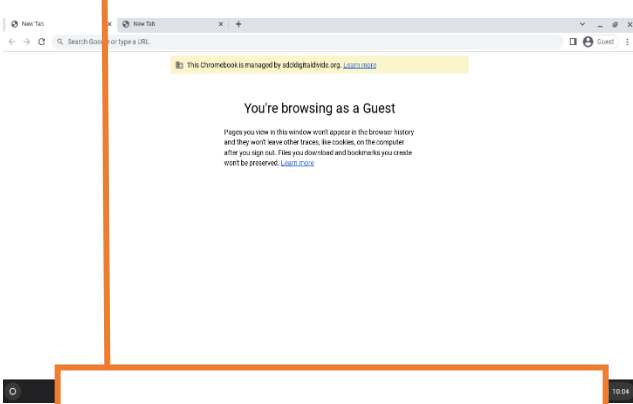 New Tab
New Tab
Search Google or type a URL
Guest
This Chromebook is managed by sdcldigitaldivide.org. Learn more
You're browsing as a Guest
Pages you view in this window won't appear in the browser history
and they won't leave other traces, like cookies, on the computer
after you sign out. Files you download and bookmarks you create
won't be preserved. Learn more
10:04